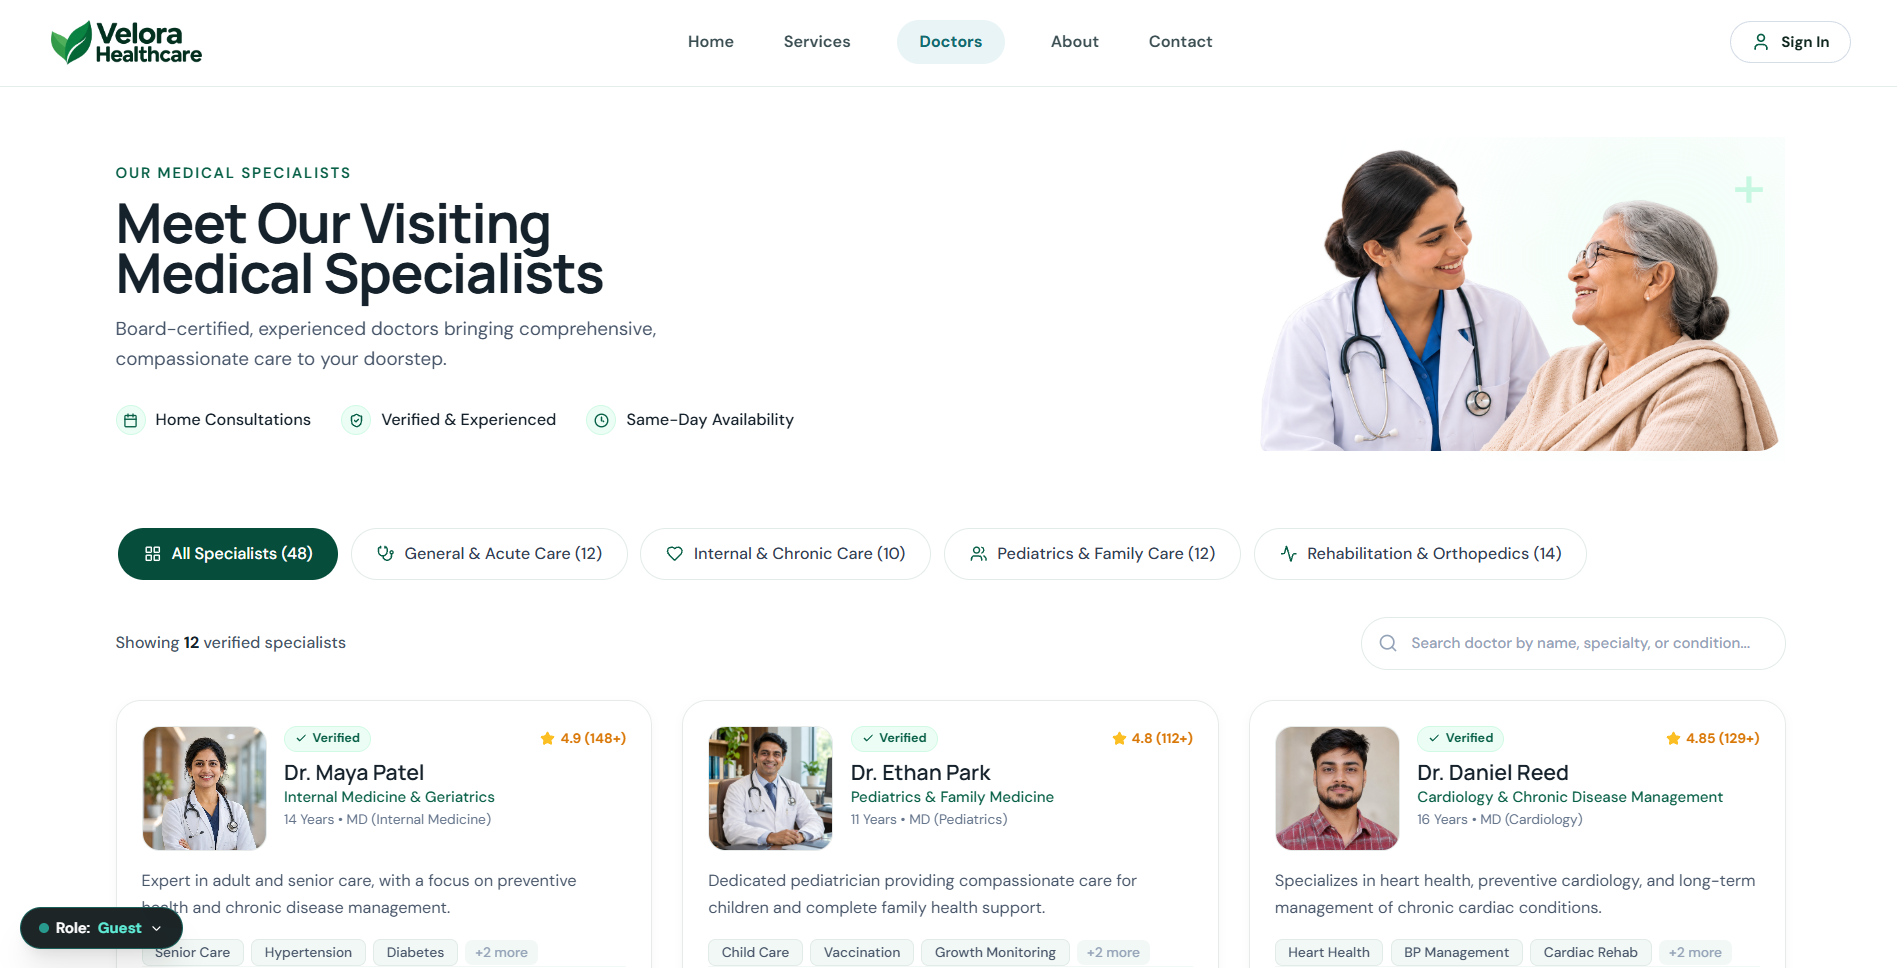 Velora
Healthcare
Home
Services
Doctors
About
Contact
Sign In
OUR MEDICAL SPECIALISTS
Meet Our Visiting
Medical Specialists
Board-certified, experienced doctors bringing comprehensive,
compassionate care to your doorstep.
Home Consultations
Verified & Experienced
Same-Day Availability
All Specialists (48)
General & Acute Care (12)
Internal & Chronic Care (10)
Pediatrics & Family Care (12)
Rehabilitation & Orthopedics (14)
Showing 12 verified specialists
Search doctor by name, specialty, or condition...
Verified
4.9 (148+)
Dr. Maya Patel
Internal Medicine & Geriatrics
14 Years • MD (Internal Medicine)
Expert in adult and senior care, with a focus on preventive
health and chronic disease management.
Senior Care
Hypertension
Diabetes
+2 more
Verified
4.8 (112+)
Dr. Ethan Park
Pediatrics & Family Medicine
11 Years • MD (Pediatrics)
Dedicated pediatrician providing compassionate care for
children and complete family health support.
Child Care
Vaccination
Growth Monitoring
+2 more
Verified
4.85 (129+)
Dr. Daniel Reed
Cardiology & Chronic Disease Management
16 Years • MD (Cardiology)
Specializes in heart health, preventive cardiology, and long-term
management of chronic cardiac conditions.
Heart Health
BP Management
Cardiac Rehab
+2 more
Role: Guest